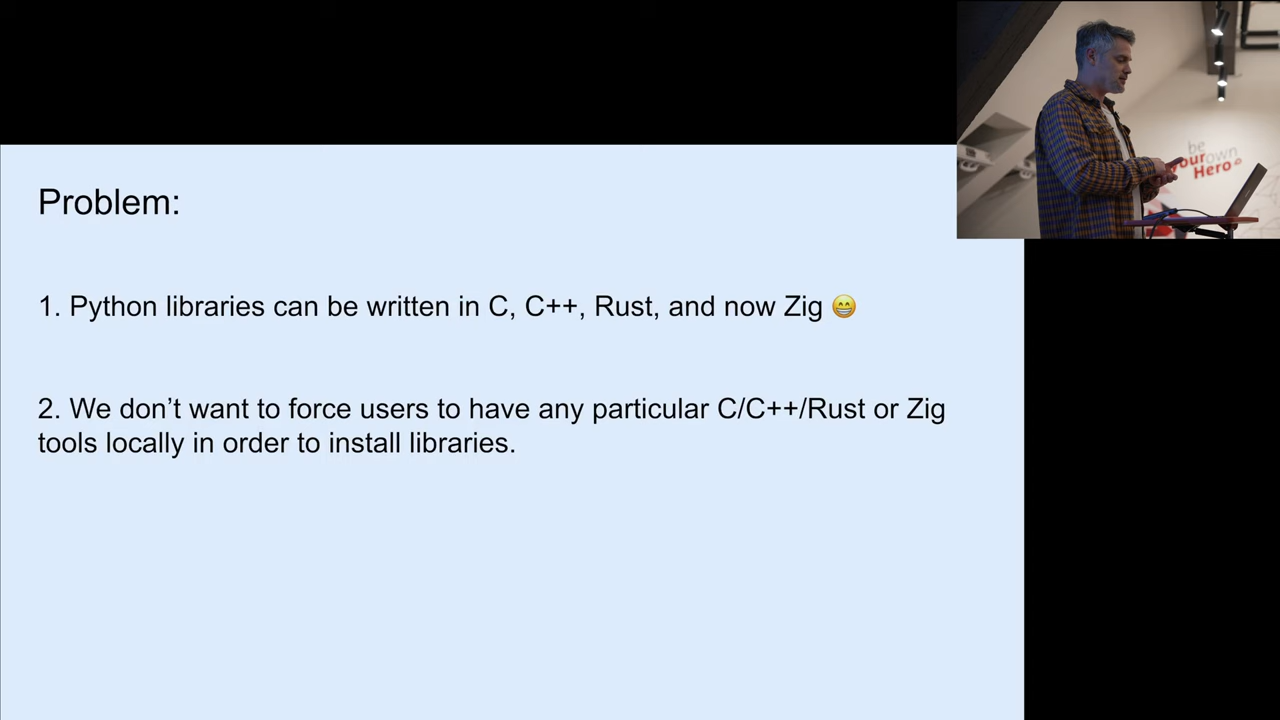 Problem:
1. Python libraries can be written in C, C++, Rust, and now Zig 😁
2. We don’t want to force users to have any particular C/C++/Rust or Zig
tools locally in order to install libraries.
be
your own
Hero